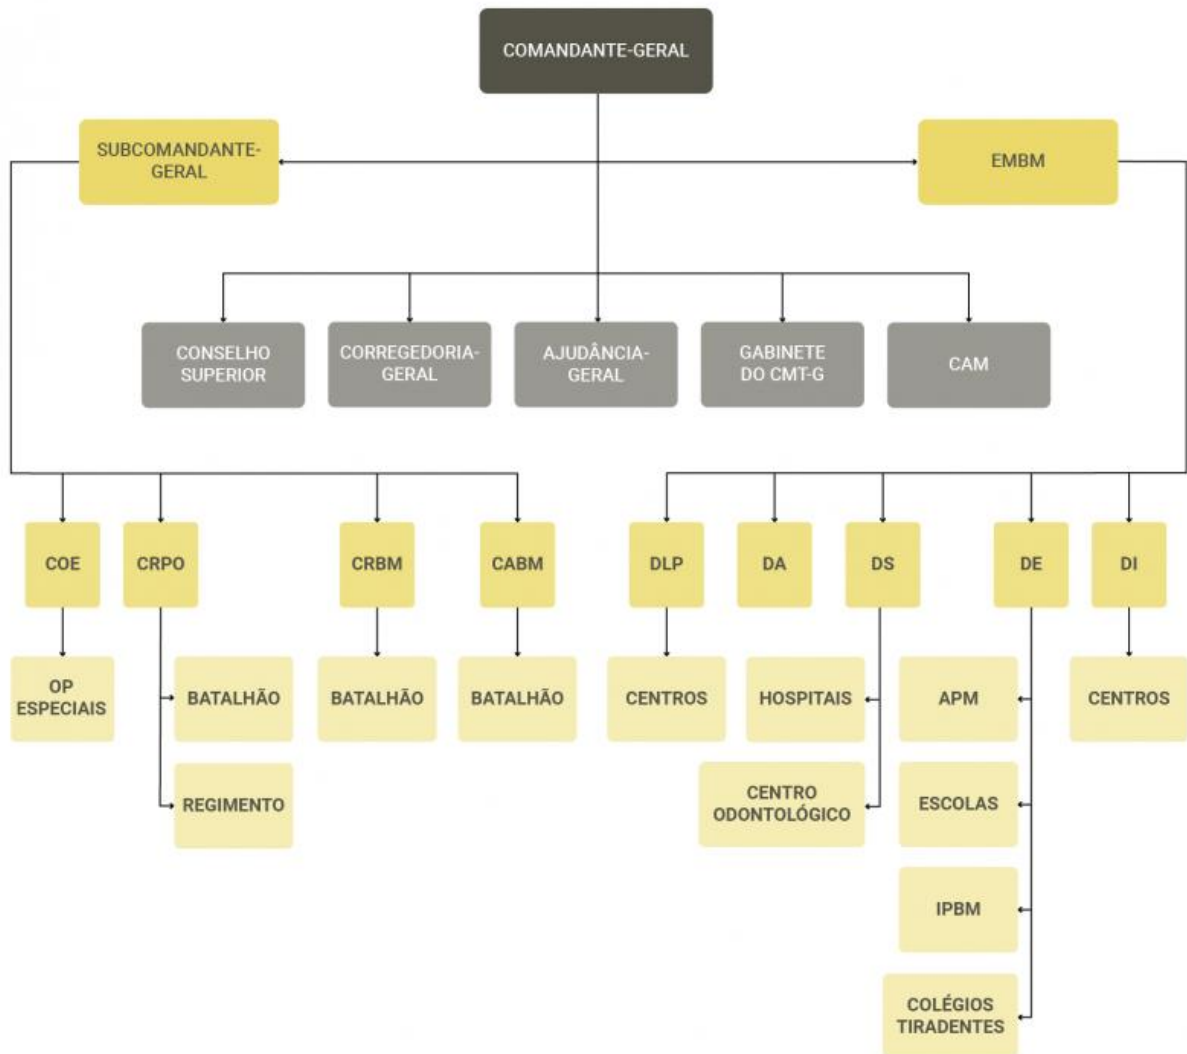 COMANDANTE-GERAL
SUBCOMANDANTE-
GERAL
EMBM
CONSELHO
SUPERIOR
CORREGEDORIA-
GERAL
AJUDÂNCIA-
GERAL
GABINETE
DO CMT-G
CAM
COE
CRPO
CRBM
CABM
DLP
DA
DS
DE
DI
OP
ESPECIAIS
BATALHÃO
BATALHÃO
BATALHÃO
CENTROS
HOSPITAIS
APM
CENTROS
REGIMENTO
CENTRO
ODONTOLÓGICO
ESCOLAS
IPBM
COLÉGIOS
TIRADENTES